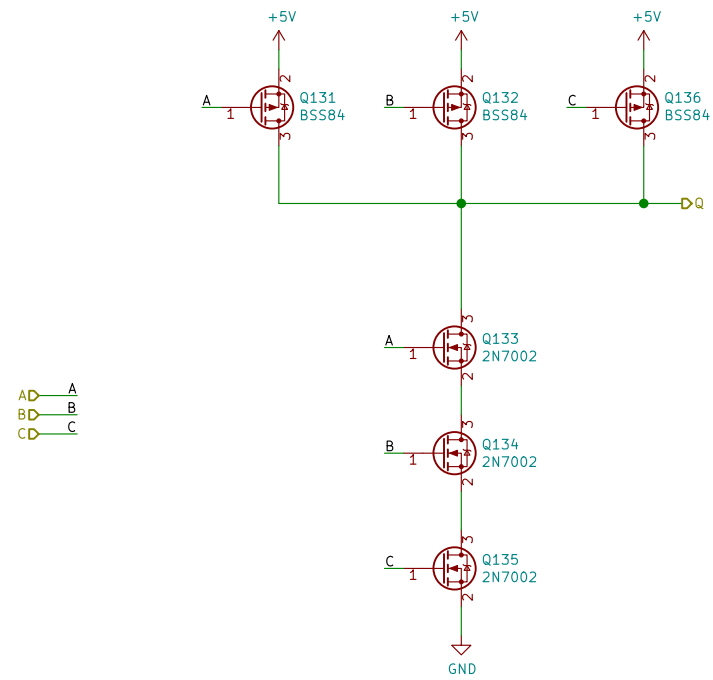 +5V +5V +5V
2 2 2
A Q131 B Q132 C Q136
1 BSS84 1 BSS84 1 BSS84
3 3 3
Q
3
A Q133
1 2N7002
2
A A
B B
C C
3
B Q134
1 2N7002
2
3
C Q135
1 2N7002
2
GND